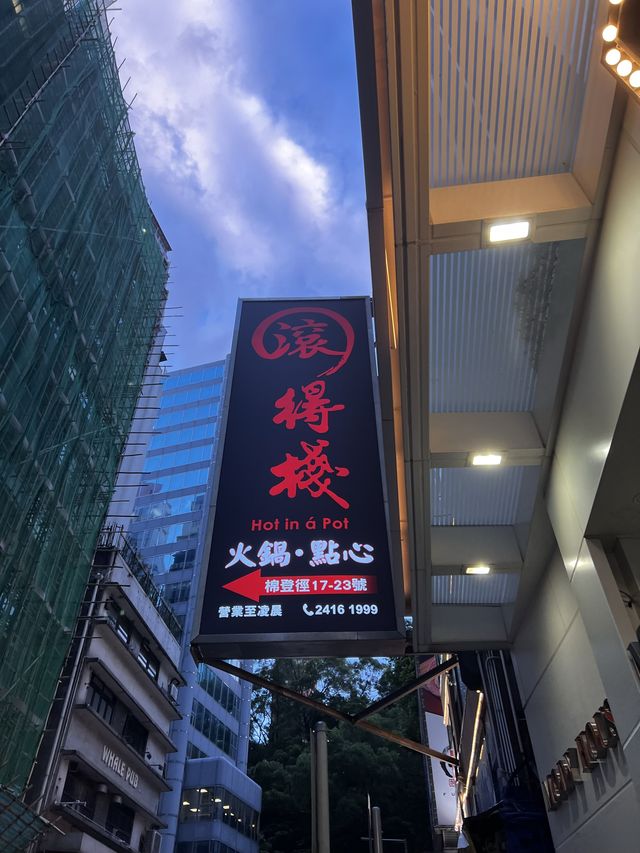 滾
得
棧
Hot in á Pot
火鍋·點心
棉登徑17-23號
營業至凌晨 2416 1999
WHALE PUB